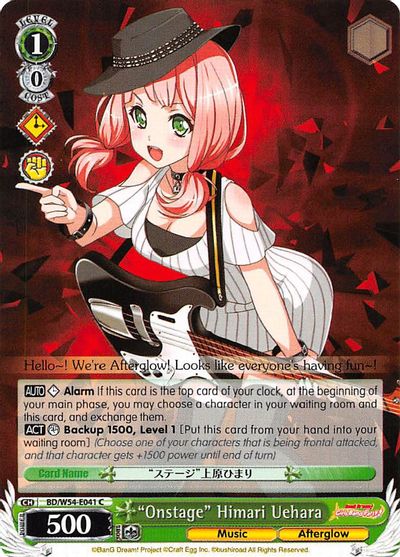 LEVEL
1
0
COST
Hello~! We're Afterglow! Looks like everyone's having fun~!
AUTO Alarm If this card is the top card of your clock, at the beginning of your main phase, you may choose a character in your waiting room and this card, and exchange them.
ACT Backup 1500, Level 1 [Put this card from your hand into your waiting room] (Choose one of your characters that is being frontal attacked, and that character gets +1500 power until end of turn)
Card Name
“ステージ”上原ひまり
CH BD/W54-E041 C
POWER
500
“Onstage” Himari Uehara
Music
Afterglow
©BanG Dream! Project ©Craft Egg Inc. ©bushiroad All Rights Reserved.